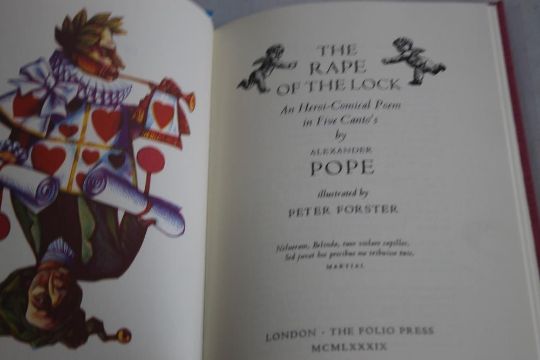 THE
RAPE
OF THE LOCK
An Heroi-Comical Poem
in Five Canto's
by
ALEXANDER
POPE
illustrated by
PETER FORSTER
Nolueram, Belinda, tuos violare capillos,
Sed juvat hoc precibus me tribuisse tuis,
MARTIAL
LONDON · THE FOLIO PRESS
MCMLXXXIX